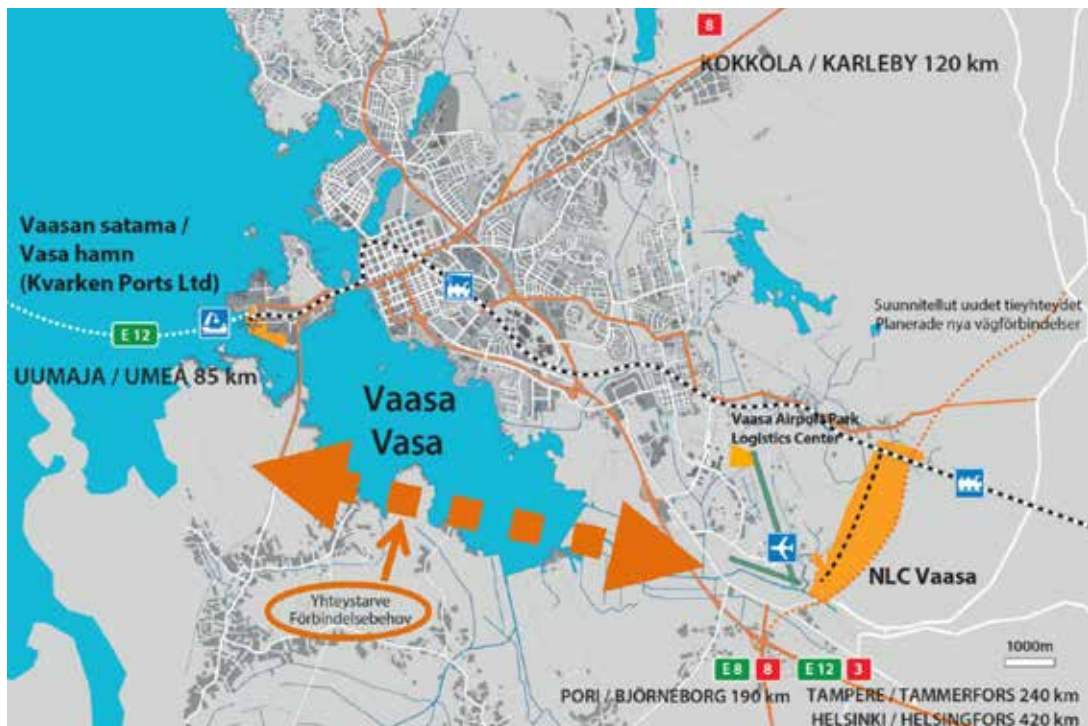 8
KOKKOLA / KARLEBY 120 km
Vaasan satama /
Vasa hamn
(Kvarken Ports Ltd)
E 12
UUMAJA / UMEÅ 85 km
Suunnitellut uudet tieyhteydet
Planerade nya vägförbindelser
Vaasa
Vasa
Vaasa Airport Park
Logistics Center
NLC Vaasa
Yhteystarve
Förbindelsebehov
1000m
E 8 8 E 12 3
PORI / BJÖRNEBORG 190 km
TAMPERE / TAMMERFORS 240 km
HELSINKI / HELSINGFORS 420 km